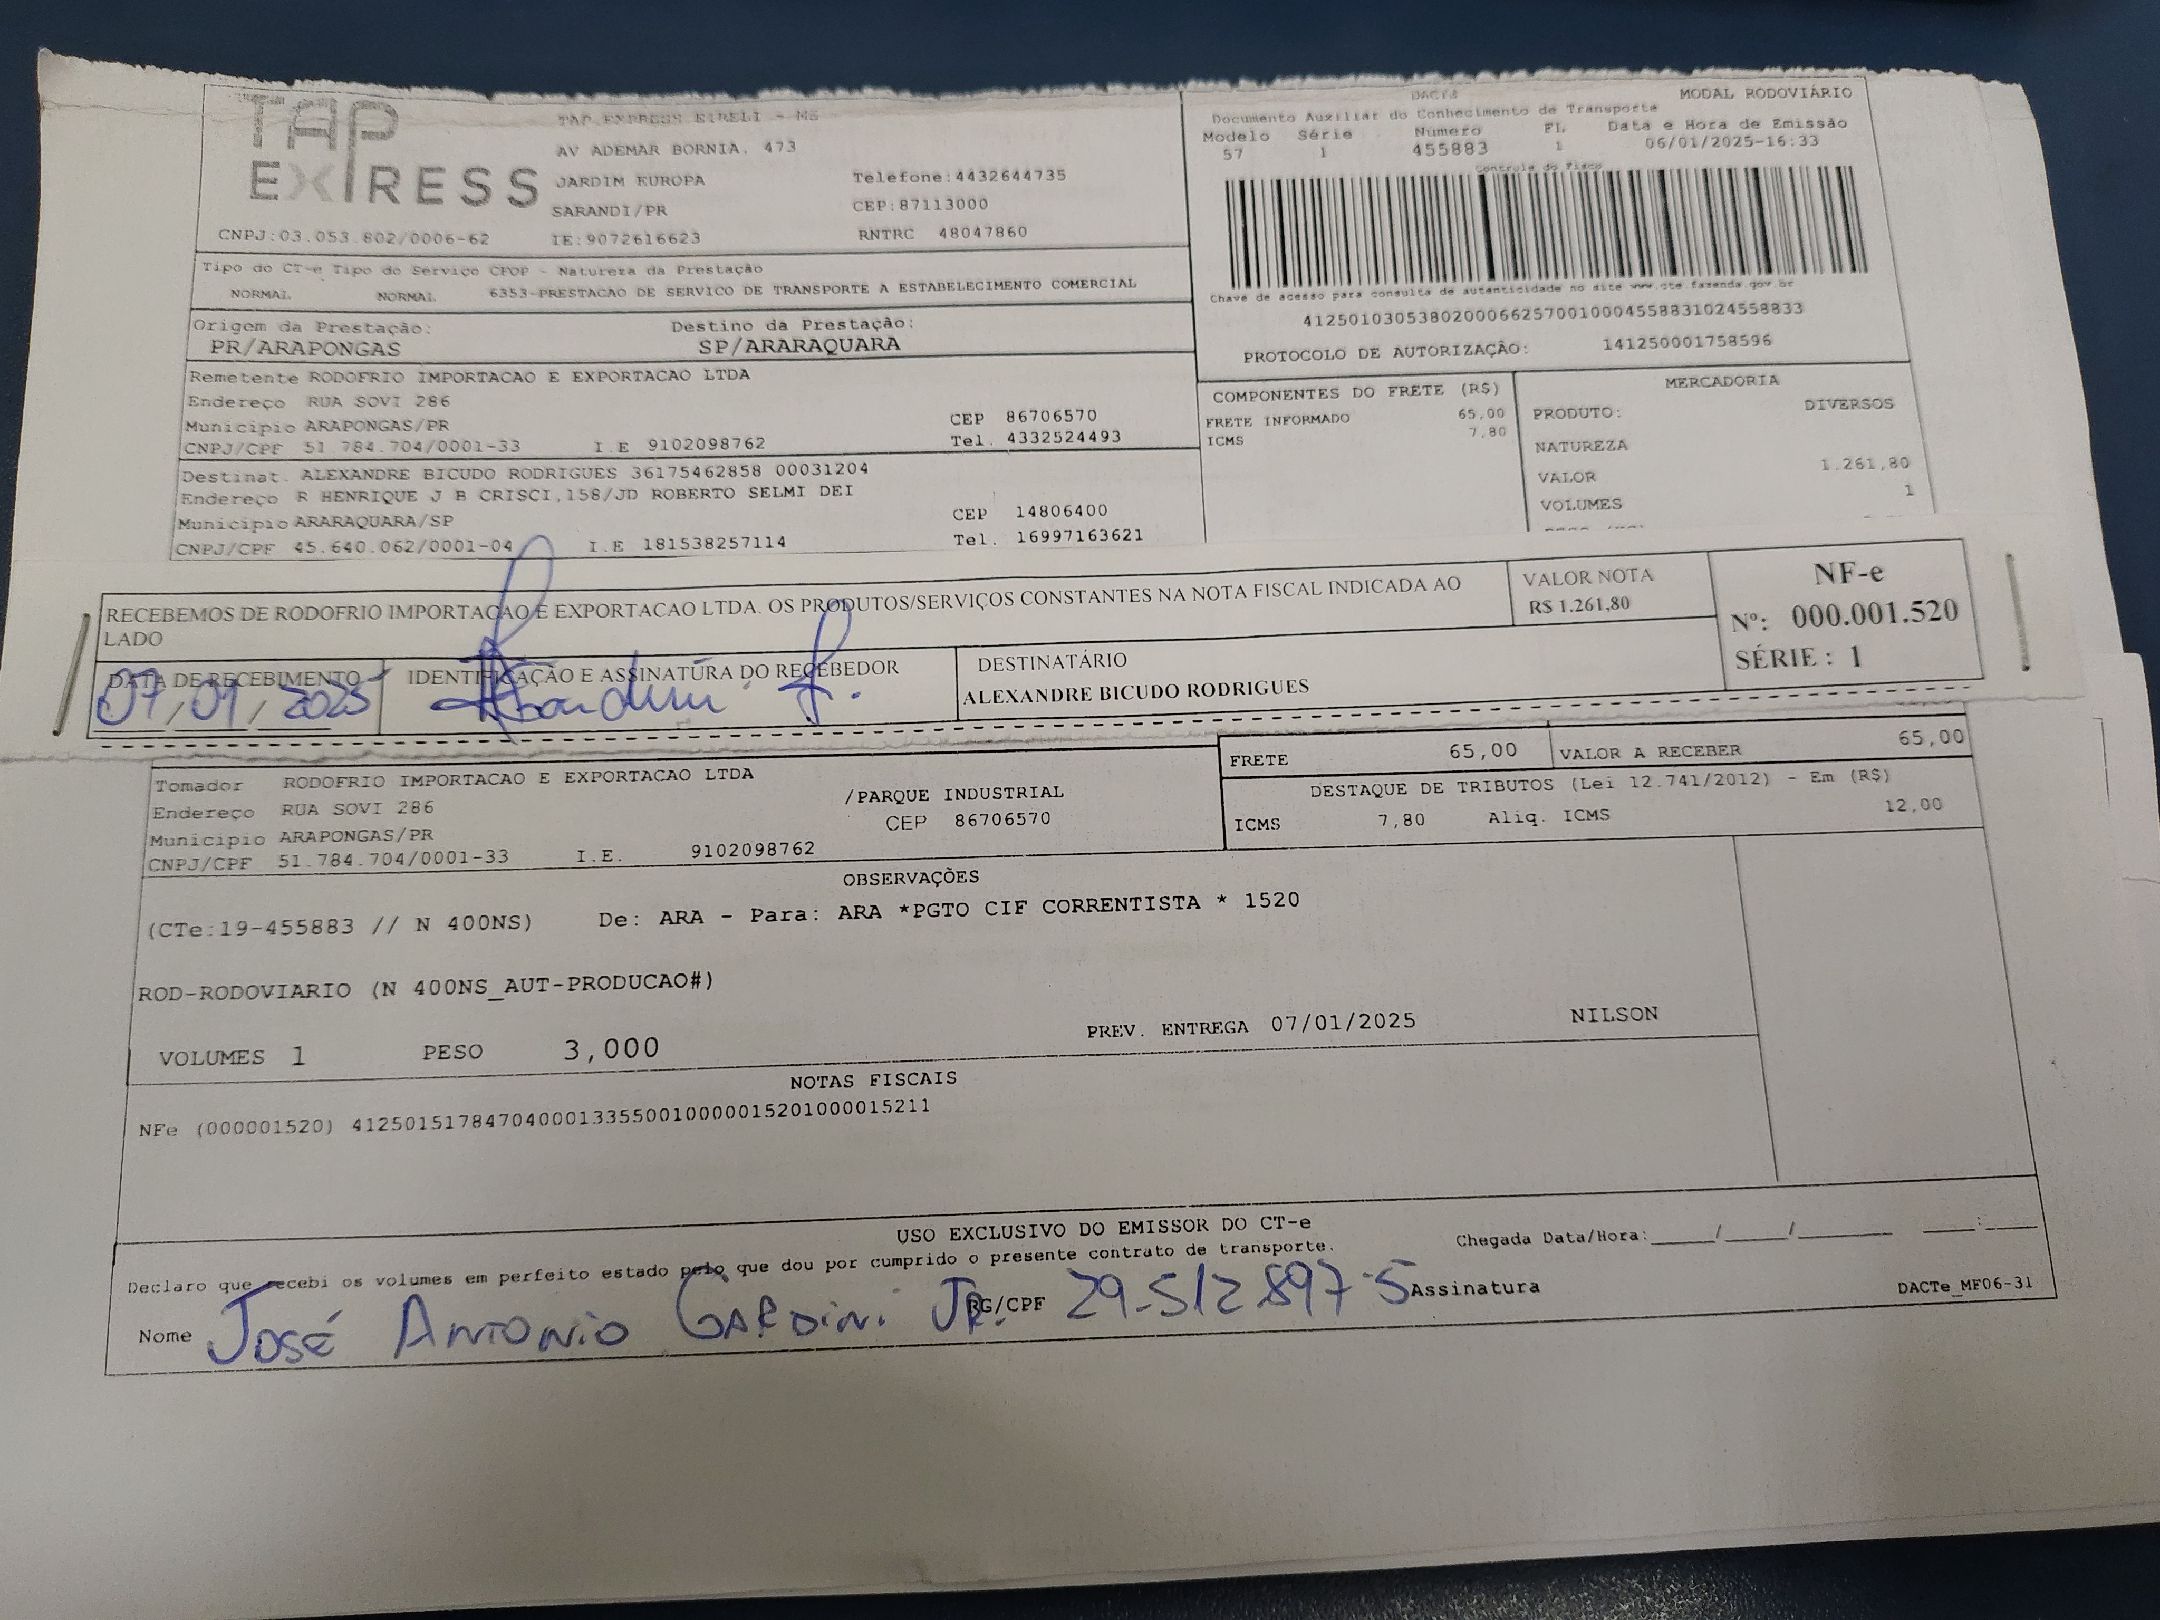 TAP EXPRESS
TAP EXPRESS EIRELI - ME
AV ADEMAR BORNIA, 473
JARDIM EUROPA Telefone:4432644735
SARANDI/PR CEP:87113000
CNPJ:03.053.802/0006-62 IE:9072616623 RNTRC 48047860
DACTE MODAL RODOVIÁRIO
Documento Auxiliar do Conhecimento de Transporte
Modelo Série Número FL Data e Hora de Emissão
57 1 455883 1 06/01/2025-16:33
Controle do Fisco
Chave de acesso para consulta de autenticidade no site www.cte.fazenda.gov.br
41250103053802000662570010004558831024558833
PROTOCOLO DE AUTORIZAÇÃO: 141250001758596
Tipo do CT-e Tipo do Serviço CFOP - Natureza da Prestação
NORMAL NORMAL 6353-PRESTACAO DE SERVICO DE TRANSPORTE A ESTABELECIMENTO COMERCIAL
Origem da Prestação: Destino da Prestação:
PR/ARAPONGAS SP/ARARAQUARA
Remetente RODOFRIO IMPORTACAO E EXPORTACAO LTDA
Endereço RUA SOVI 286
Município ARAPONGAS/PR CEP 86706570
CNPJ/CPF 51.784.704/0001-33 I.E 9102098762 Tel. 4332524493
Destinat. ALEXANDRE BICUDO RODRIGUES 36175462858 00031204
Endereço R HENRIQUE J B CRISCI,158/JD ROBERTO SELMI DEI
Município ARARAQUARA/SP CEP 14806400
CNPJ/CPF 45.640.062/0001-04 I.E 181538257114 Tel. 16997163621
COMPONENTES DO FRETE (R$)
FRETE INFORMADO 65,00
ICMS 7,80
MERCADORIA
PRODUTO: DIVERSOS
NATUREZA
VALOR 1.261,80
VOLUMES 1
RECEBEMOS DE RODOFRIO IMPORTACAO E EXPORTACAO LTDA. OS PRODUTOS/SERVIÇOS CONSTANTES NA NOTA FISCAL INDICADA AO
LADO
VALOR NOTA
R$ 1.261,80
NF-e
Nº: 000.001.520
SÉRIE : 1
DATA DE RECEBIMENTO IDENTIFICAÇÃO E ASSINATURA DO RECEBEDOR DESTINATÁRIO
07/01/2025 ALEXANDRE BICUDO RODRIGUES
FRETE 65,00 VALOR A RECEBER 65,00
DESTAQUE DE TRIBUTOS (Lei 12.741/2012) - Em (R$)
ICMS 7,80 Aliq. ICMS 12,00
Tomador RODOFRIO IMPORTACAO E EXPORTACAO LTDA
Endereço RUA SOVI 286 /PARQUE INDUSTRIAL
Município ARAPONGAS/PR CEP 86706570
CNPJ/CPF 51.784.704/0001-33 I.E. 9102098762
OBSERVAÇÕES
(CTe:19-455883 // N 400NS) De: ARA - Para: ARA *PGTO CIF CORRENTISTA * 1520
ROD-RODOVIARIO (N 400NS_AUT-PRODUCAO#)
VOLUMES 1 PESO 3,000 PREV. ENTREGA 07/01/2025 NILSON
NOTAS FISCAIS
NFe (000001520) 41250151784704000133550010000015201000015211
USO EXCLUSIVO DO EMISSOR DO CT-e
Declaro que recebi os volumes em perfeito estado pelo que dou por cumprido o presente contrato de transporte. Chegada Data/Hora:_____/_____/_______ ____:____
Nome JOSÉ ANTONIO GARDINI JR. RG/CPF 29-512897-5 Assinatura DACTe_MF06-31